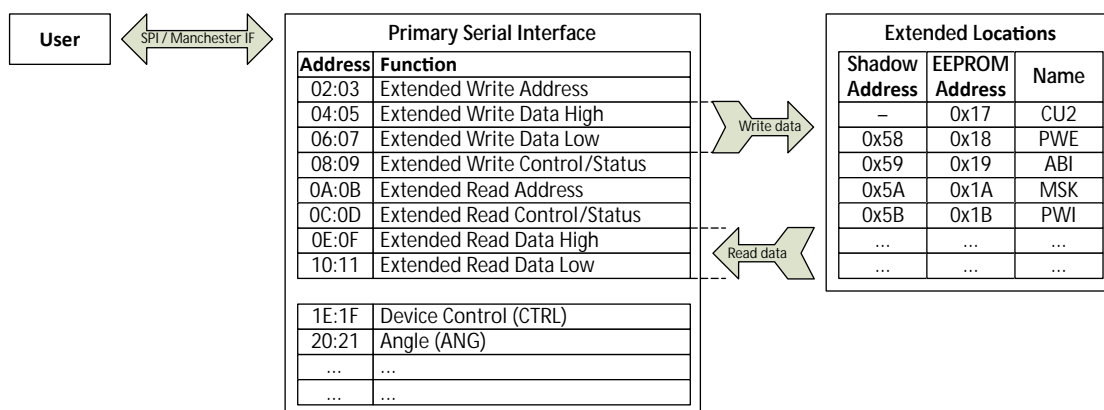 User
SPI / Manchester IF
Primary Serial Interface
Address Function
02:03 Extended Write Address
04:05 Extended Write Data High
06:07 Extended Write Data Low
08:09 Extended Write Control/Status
0A:0B Extended Read Address
0C:0D Extended Read Control/Status
0E:0F Extended Read Data High
10:11 Extended Read Data Low
1E:1F Device Control (CTRL)
20:21 Angle (ANG)
... ...
... ...
Write data
Read data
Extended Locations
Shadow Address EEPROM Address Name
– 0x17 CU2
0x58 0x18 PWE
0x59 0x19 ABI
0x5A 0x1A MSK
0x5B 0x1B PWI
... ... ...
... ... ...